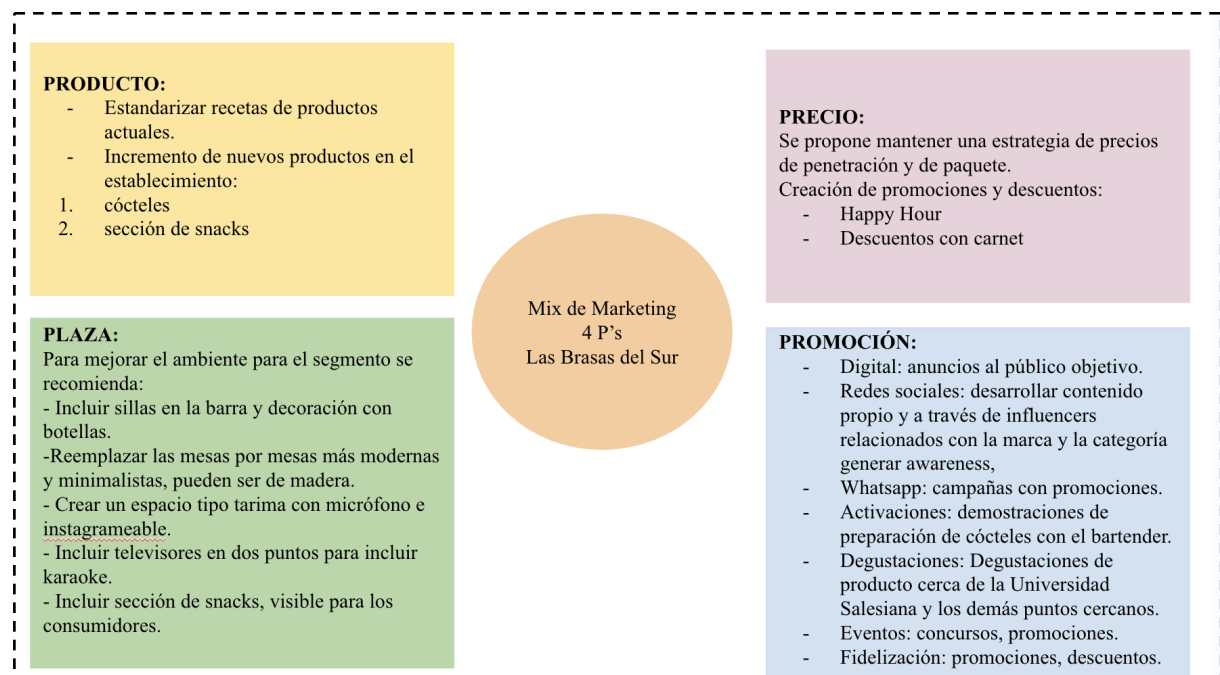 PRODUCTO:
- Estandarizar recetas de productos
actuales.
- Incremento de nuevos productos en el
establecimiento:
1. cócteles
2. sección de snacks
PRECIO:
Se propone mantener una estrategia de precios
de penetración y de paquete.
Creación de promociones y descuentos:
- Happy Hour
- Descuentos con carnet
Mix de Marketing
4 P’s
Las Brasas del Sur
PLAZA:
Para mejorar el ambiente para el segmento se
recomienda:
- Incluir sillas en la barra y decoración con
botellas.
-Reemplazar las mesas por mesas más modernas
y minimalistas, pueden ser de madera.
- Crear un espacio tipo tarima con micrófono e
instagrameable.
- Incluir televisores en dos puntos para incluir
karaoke.
- Incluir sección de snacks, visible para los
consumidores.
PROMOCIÓN:
- Digital: anuncios al público objetivo.
- Redes sociales: desarrollar contenido
propio y a través de influencers
relacionados con la marca y la categoría
generar awareness,
- Whatsapp: campañas con promociones.
- Activaciones: demostraciones de
preparación de cócteles con el bartender.
- Degustaciones: Degustaciones de
producto cerca de la Universidad
Salesiana y los demás puntos cercanos.
- Eventos: concursos, promociones.
- Fidelización: promociones, descuentos.